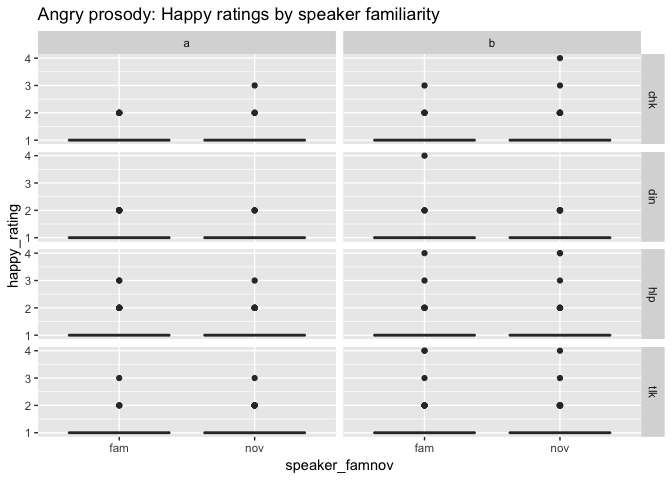 Angry prosody: Happy ratings by speaker familiarity
a b
4
3
2
1
chk
4
3
2
1
din
happy_rating
4
3
2
1
hlp
4
3
2
1
tlk
fam nov fam nov
speaker_famnov